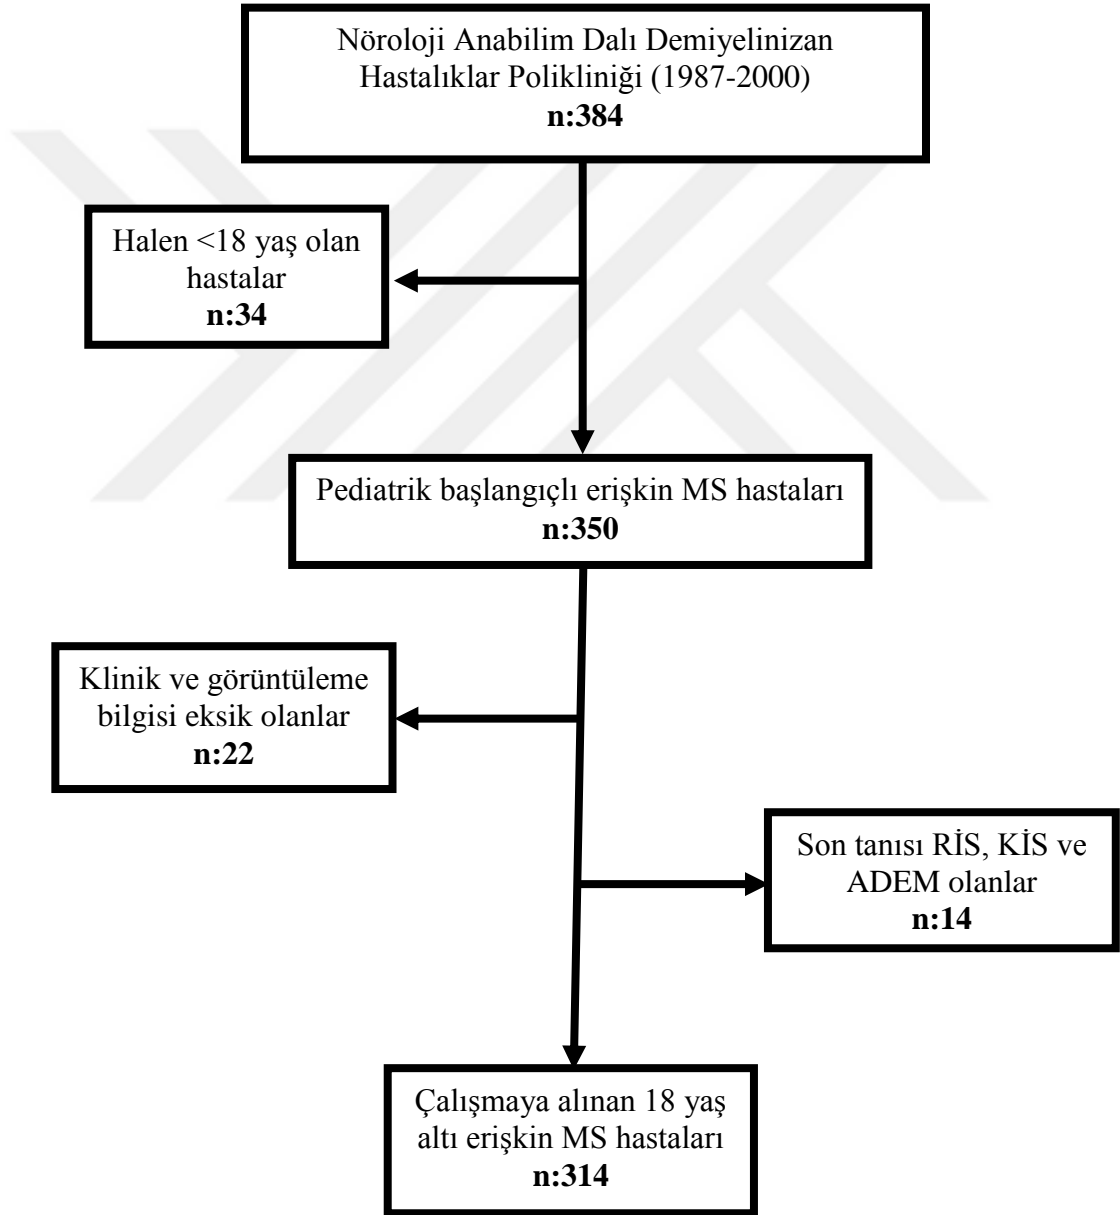 Nöroloji Anabilim Dalı Demiyelinizan
Hastalıklar Polikliniği (1987-2000)
n:384
Halen <18 yaş olan
hastalar
n:34
Pediatrik başlangıçlı erişkin MS hastaları
n:350
Klinik ve görüntüleme
bilgisi eksik olanlar
n:22
Son tanısı RİS, KİS ve
ADEM olanlar
n:14
Çalışmaya alınan 18 yaş
altı erişkin MS hastaları
n:314